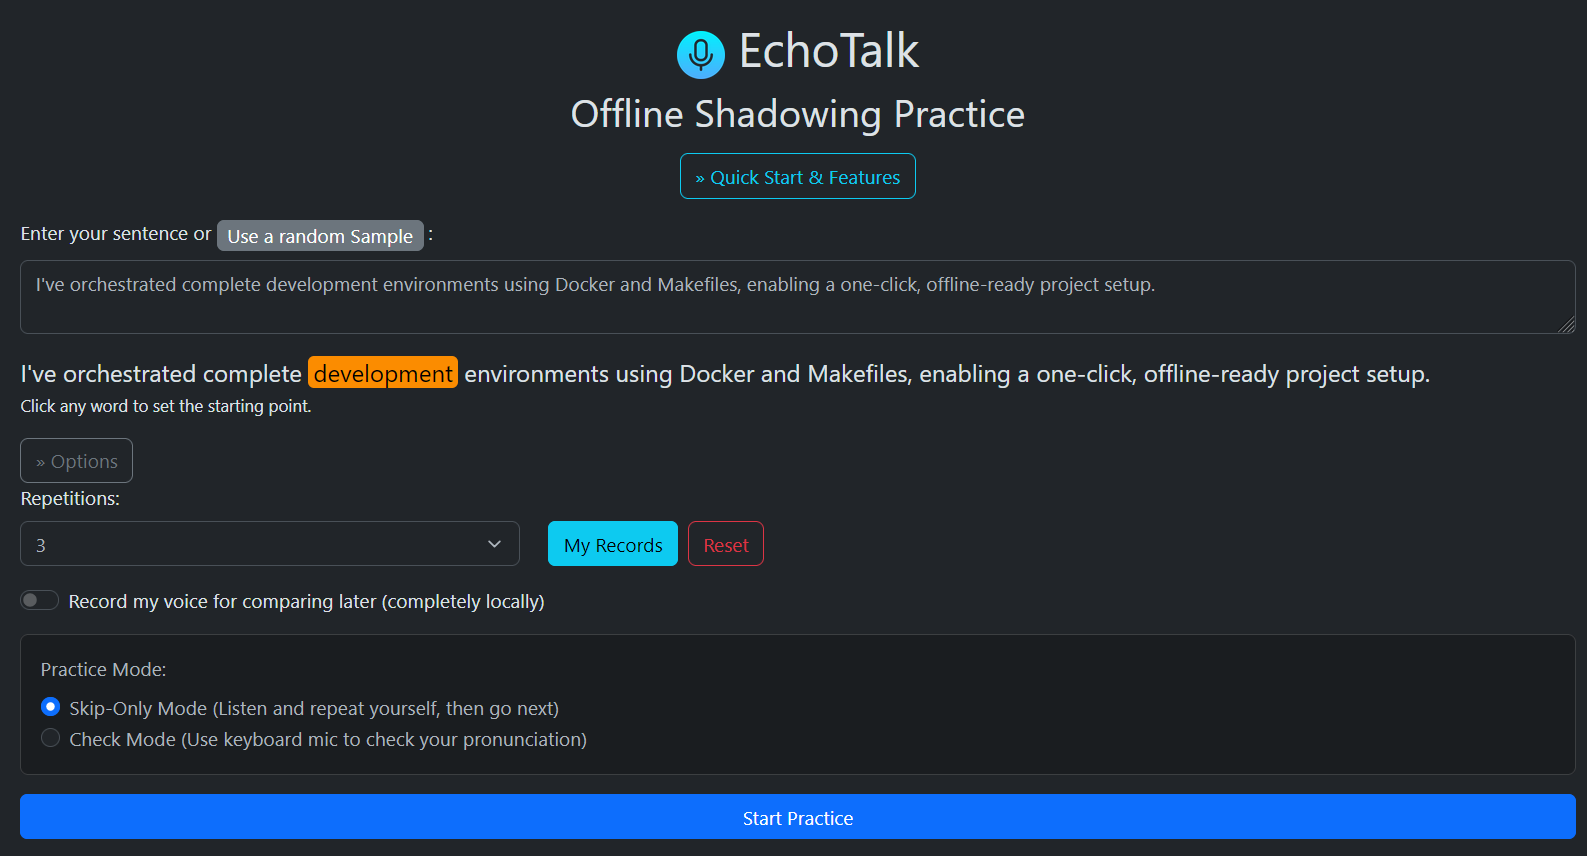 EchoTalk
Offline Shadowing Practice
» Quick Start & Features
Enter your sentence or Use a random Sample :
I've orchestrated complete development environments using Docker and Makefiles, enabling a one-click, offline-ready project setup.
I've orchestrated complete development environments using Docker and Makefiles, enabling a one-click, offline-ready project setup.
Click any word to set the starting point.
» Options
Repetitions:
3 My Records Reset
Record my voice for comparing later (completely locally)
Practice Mode:
Skip-Only Mode (Listen and repeat yourself, then go next)
Check Mode (Use keyboard mic to check your pronunciation)
Start Practice